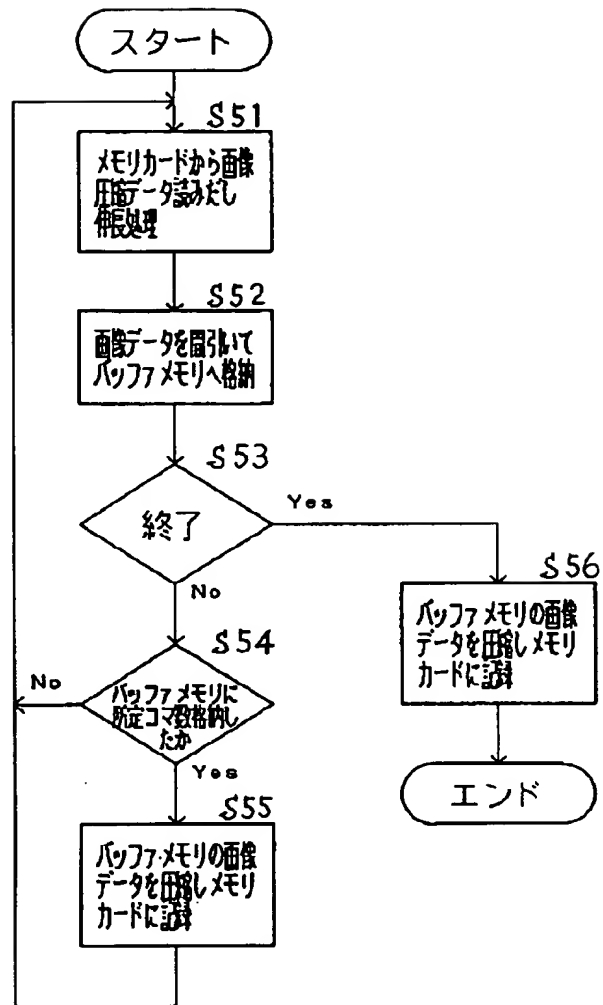 スタート
S51
メモリカードから画像
圧縮データ読みだし
伸長処理
S52
画像データを間引いて
バッファメモリへ格納
S53
終了
Yes
No
S54
バッファメモリに
所定コマ数格納し
たか
No
Yes
S55
バッファメモリの画像
データを圧縮しメモリ
カードに記録
S56
バッファメモリの画像
データを圧縮しメモリ
カードに記録
エンド